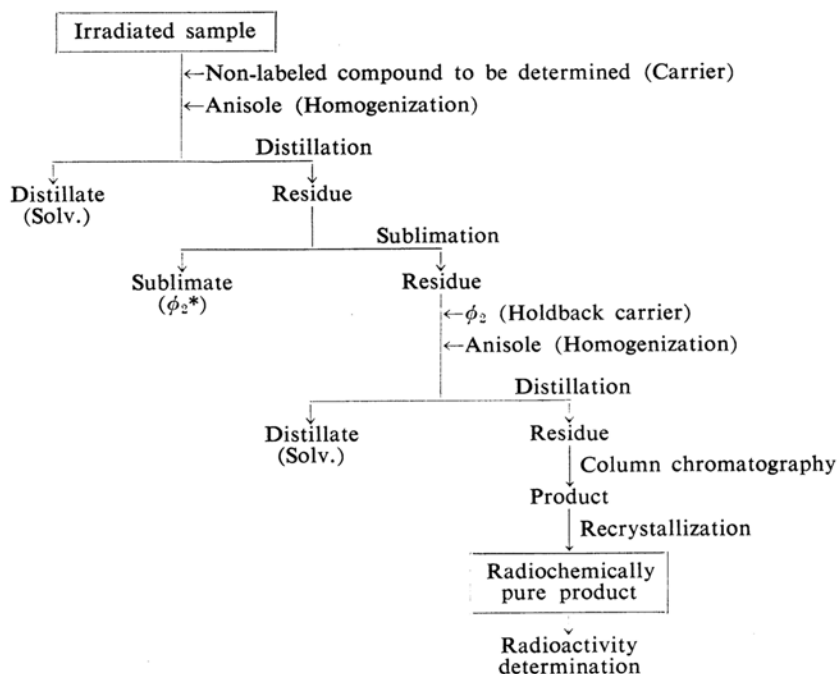 Irradiated sample
←Non-labeled compound to be determined (Carrier)
←Anisole (Homogenization)
Distillation
Distillate
(Solv.)
Residue
Sublimation
Sublimate
(ϕ₂*)
Residue
←ϕ₂ (Holdback carrier)
←Anisole (Homogenization)
Distillation
Distillate
(Solv.)
Residue
Column chromatography
Product
Recrystallization
Radiochemically
pure product
Radioactivity
determination